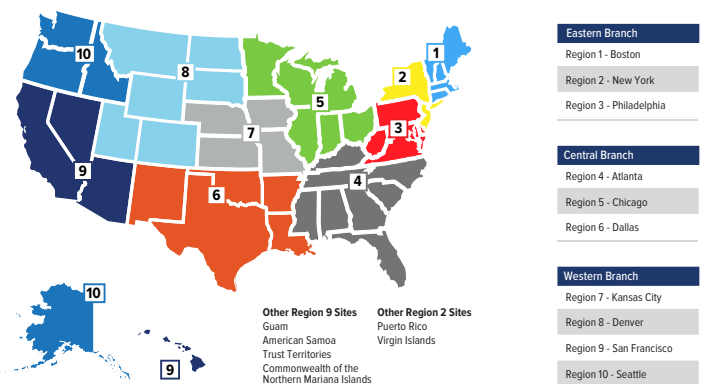 10
8
9
7
5
6
4
3
2
1
10
9
Other Region 9 Sites
Guam
American Samoa
Trust Territories
Commonwealth of the
Northern Mariana Islands
Other Region 2 Sites
Puerto Rico
Virgin Islands
Eastern Branch
Region 1 - Boston
Region 2 - New York
Region 3 - Philadelphia
Central Branch
Region 4 - Atlanta
Region 5 - Chicago
Region 6 - Dallas
Western Branch
Region 7 - Kansas City
Region 8 - Denver
Region 9 - San Francisco
Region 10 - Seattle